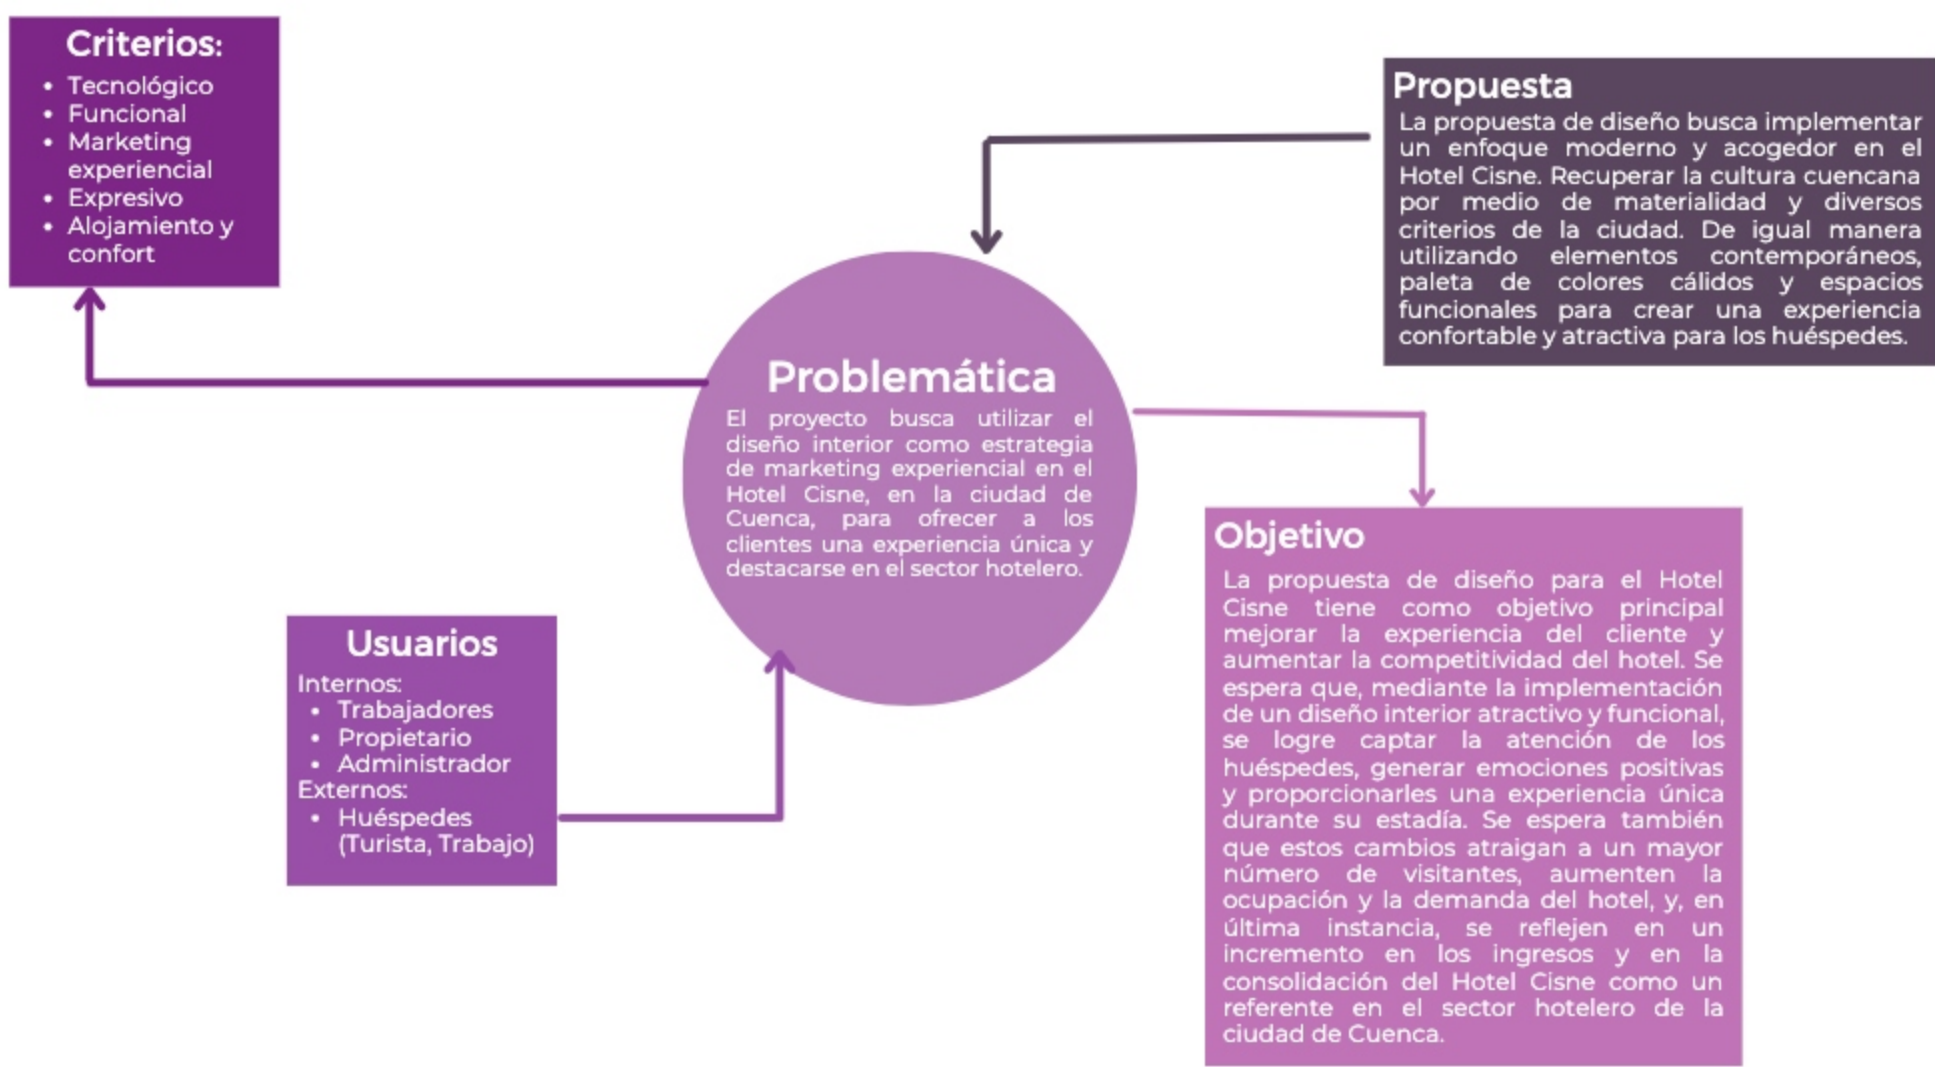 Criterios:
• Tecnológico
• Funcional
• Marketing
experiencial
• Expresivo
• Alojamiento y
confort
Propuesta
La propuesta de diseño busca implementar
un enfoque moderno y acogedor en el
Hotel Cisne. Recuperar la cultura cuencana
por medio de materialidad y diversos
criterios de la ciudad. De igual manera
utilizando elementos contemporáneos,
paleta de colores cálidos y espacios
funcionales para crear una experiencia
confortable y atractiva para los huéspedes.
Problemática
El proyecto busca utilizar el
diseño interior como estrategia
de marketing experiencial en el
Hotel Cisne, en la ciudad de
Cuenca, para ofrecer a los
clientes una experiencia única y
destacarse en el sector hotelero.
Usuarios
Internos:
• Trabajadores
• Propietario
• Administrador
Externos:
• Huéspedes
(Turista, Trabajo)
Objetivo
La propuesta de diseño para el Hotel
Cisne tiene como objetivo principal
mejorar la experiencia del cliente y
aumentar la competitividad del hotel. Se
espera que, mediante la implementación
de un diseño interior atractivo y funcional,
se logre captar la atención de los
huéspedes, generar emociones positivas
y proporcionarles una experiencia única
durante su estadía. Se espera también
que estos cambios atraigan a un mayor
número de visitantes, aumenten la
ocupación y la demanda del hotel, y, en
última instancia, se reflejen en un
incremento en los ingresos y en la
consolidación del Hotel Cisne como un
referente en el sector hotelero de la
ciudad de Cuenca.